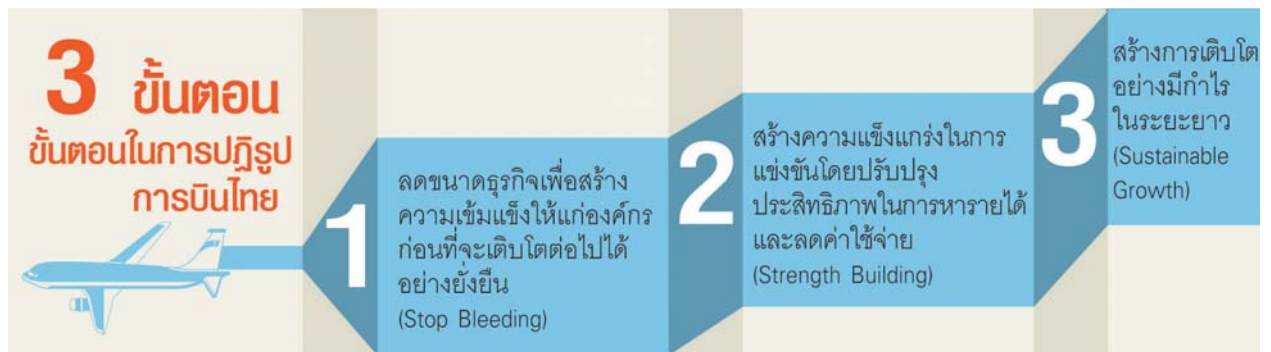 3 ขั้นตอน
ขั้นตอนในการปฏิรูป
การบินไทย
1
ลดขนาดธุรกิจเพื่อสร้าง
ความเข้มแข็งให้แก่องค์กร
ก่อนที่จะเติบโตต่อไปได้
อย่างยั่งยืน
(Stop Bleeding)
2
สร้างความแข็งแกร่งในการ
แข่งขันโดยปรับปรุง
ประสิทธิภาพในการหารายได้
และลดค่าใช้จ่าย
(Strength Building)
3
สร้างการเติบโต
อย่างมีกำไร
ในระยะยาว
(Sustainable
Growth)